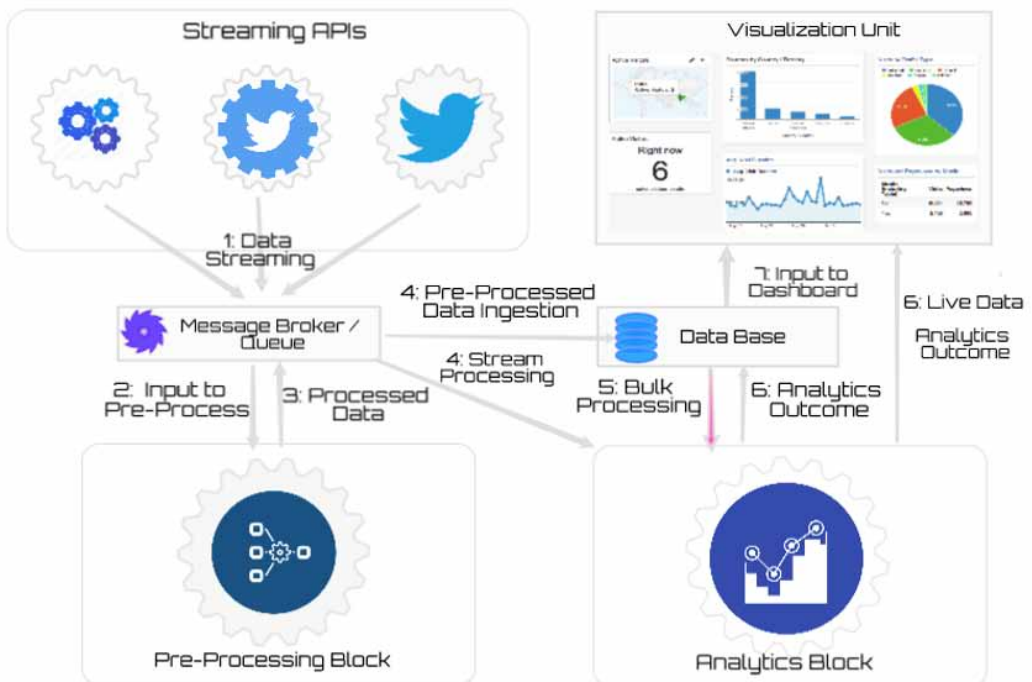 Streaming APIs
Visualization Unit
Right now
6
1: Data
Streaming
7: Input to
Dashboard
6: Live Data
Analytics
Outcome
4: Pre-Processed
Data Ingestion
Message Broker /
Queue
Data Base
4: Stream
Processing
2: Input to
Pre-Process
3: Processed
Data
5: Bulk
Processing
6: Analytics
Outcome
Pre-Processing Block
Analytics Block